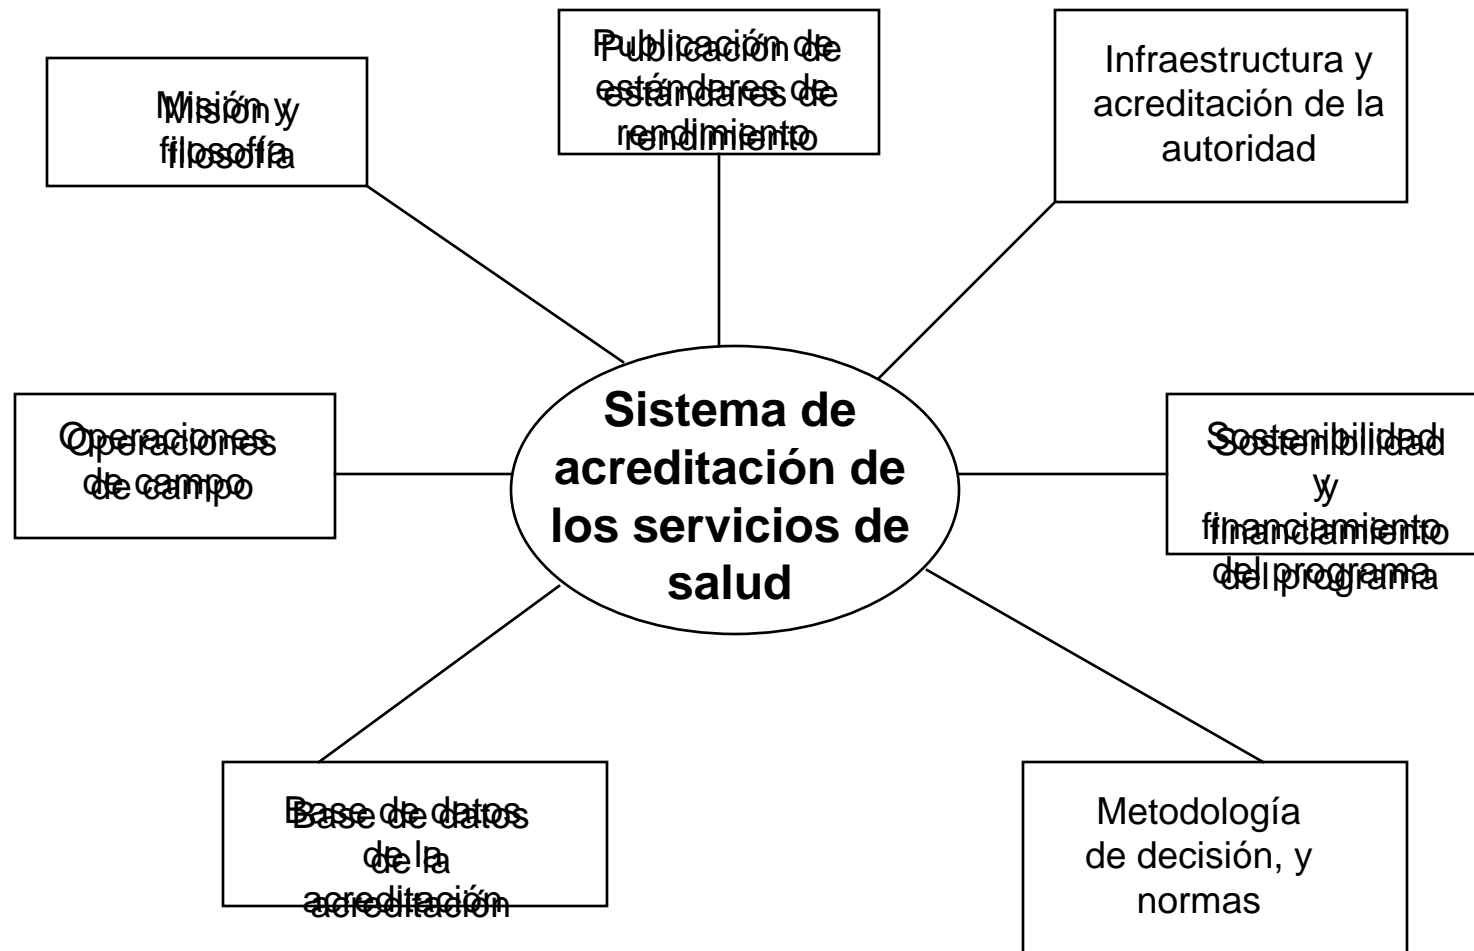 Misión y
filosofía
Publicación de
estándares de
rendimiento
Infraestructura y
acreditación de la
autoridad
Operaciones
de campo
Sistema de
acreditación de
los servicios de
salud
Sostenibilidad
y
financiamiento
del programa
Base de datos
de la
acreditación
Metodología
de decisión, y
normas